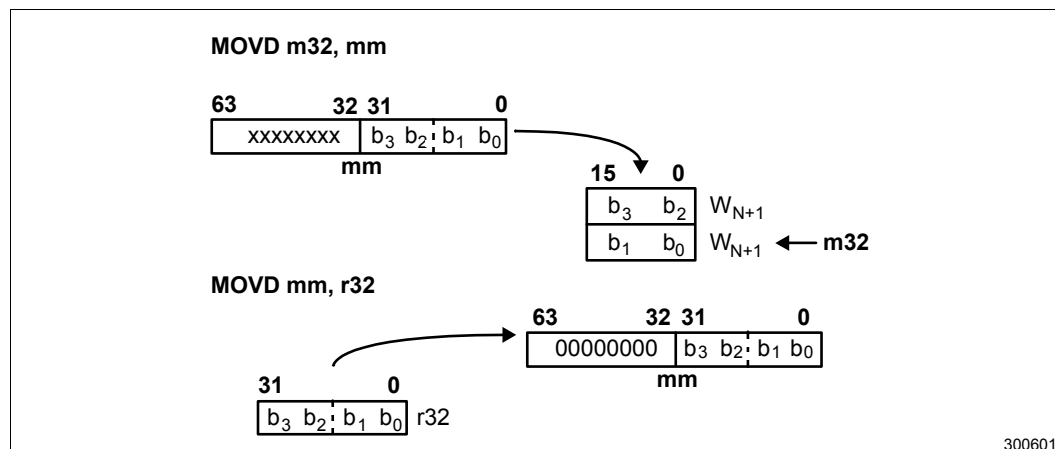 MOVD m32, mm
63 32 31 0
xxxxxxxx b₃ b₂ b₁ b₀
mm
15 0
b₃ b₂ W_N+1
b₁ b₀ W_N+1 m32
MOVD mm, r32
63 32 31 0
00000000 b₃ b₂ b₁ b₀
mm
31 0
b₃ b₂ b₁ b₀ r32
300601